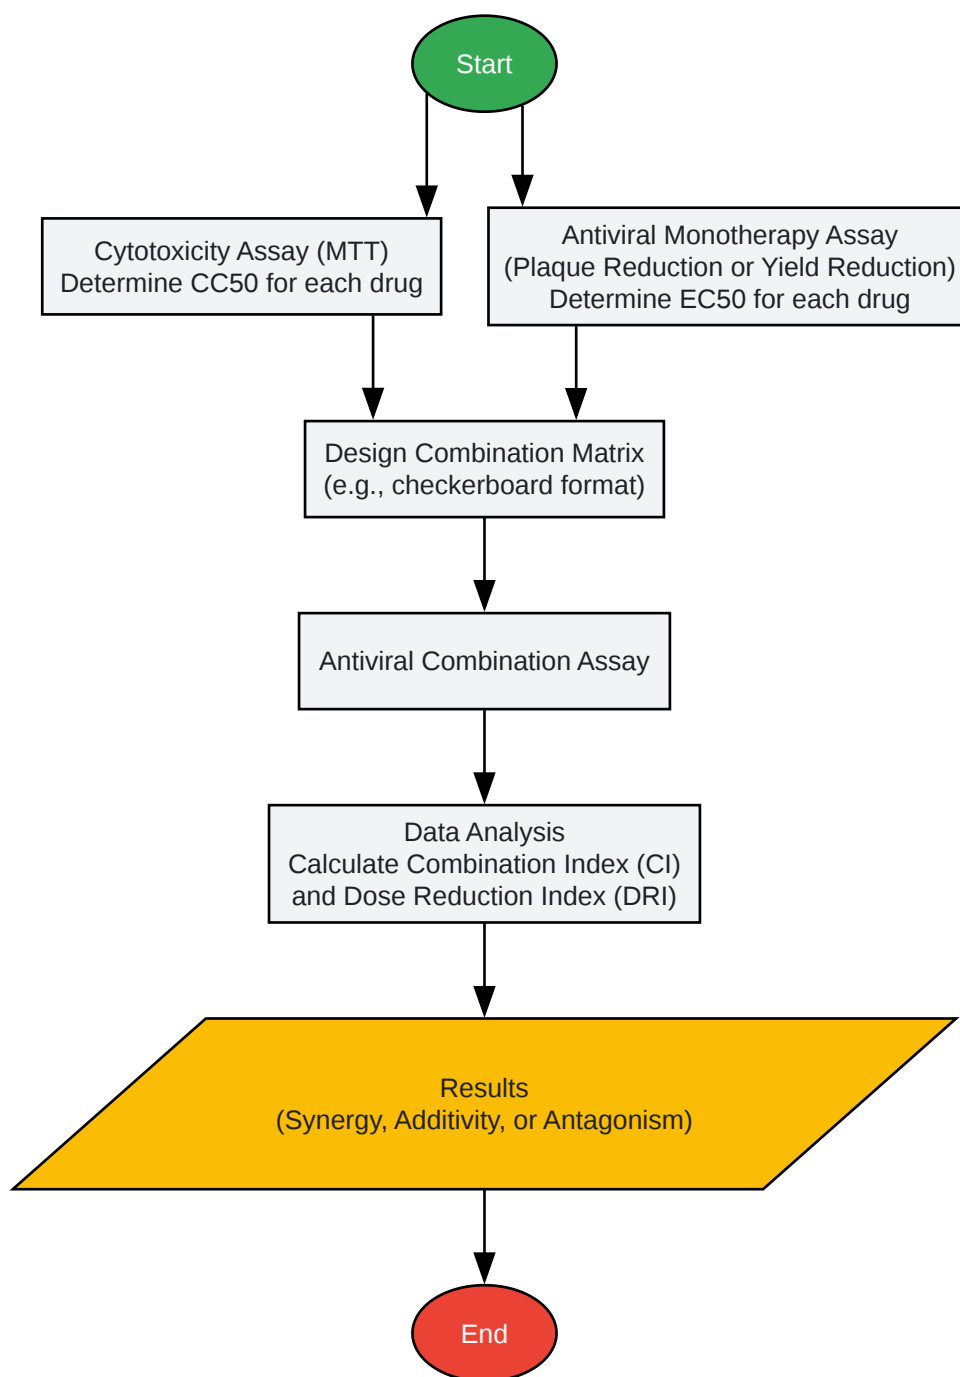 Start
Cytotoxicity Assay (MTT)
Determine CC50 for each drug
Antiviral Monotherapy Assay
(Plaque Reduction or Yield Reduction)
Determine EC50 for each drug
Design Combination Matrix
(e.g., checkerboard format)
Antiviral Combination Assay
Data Analysis
Calculate Combination Index (CI)
and Dose Reduction Index (DRI)
Results
(Synergy, Additivity, or Antagonism)
End